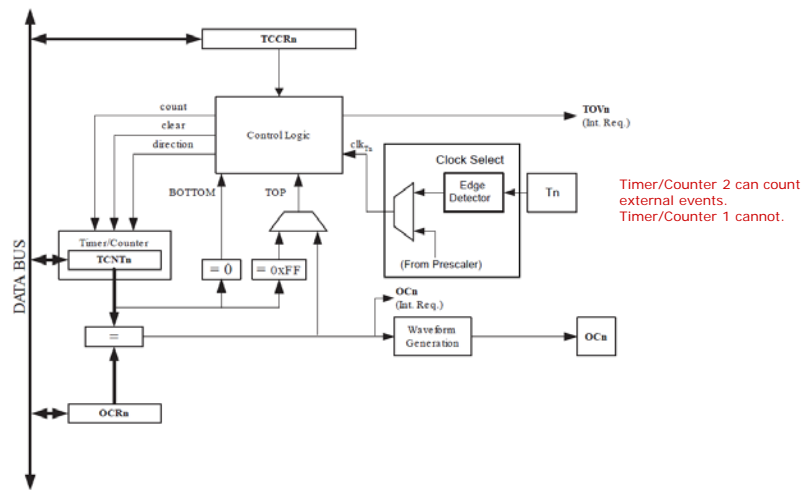 TCCRn
count
clear
direction
Control Logic
TOVn
(Int. Req.)
clkTn
Clock Select
Edge
Detector
Tn
Timer/Counter 2 can count
external events.
Timer/Counter 1 cannot.
BOTTOM
TOP
(From Prescaler)
Timer/Counter
TCNTn
= 0
= 0xFF
DATA BUS
OCn
(Int. Req.)
=
Waveform
Generation
OCn
OCRn